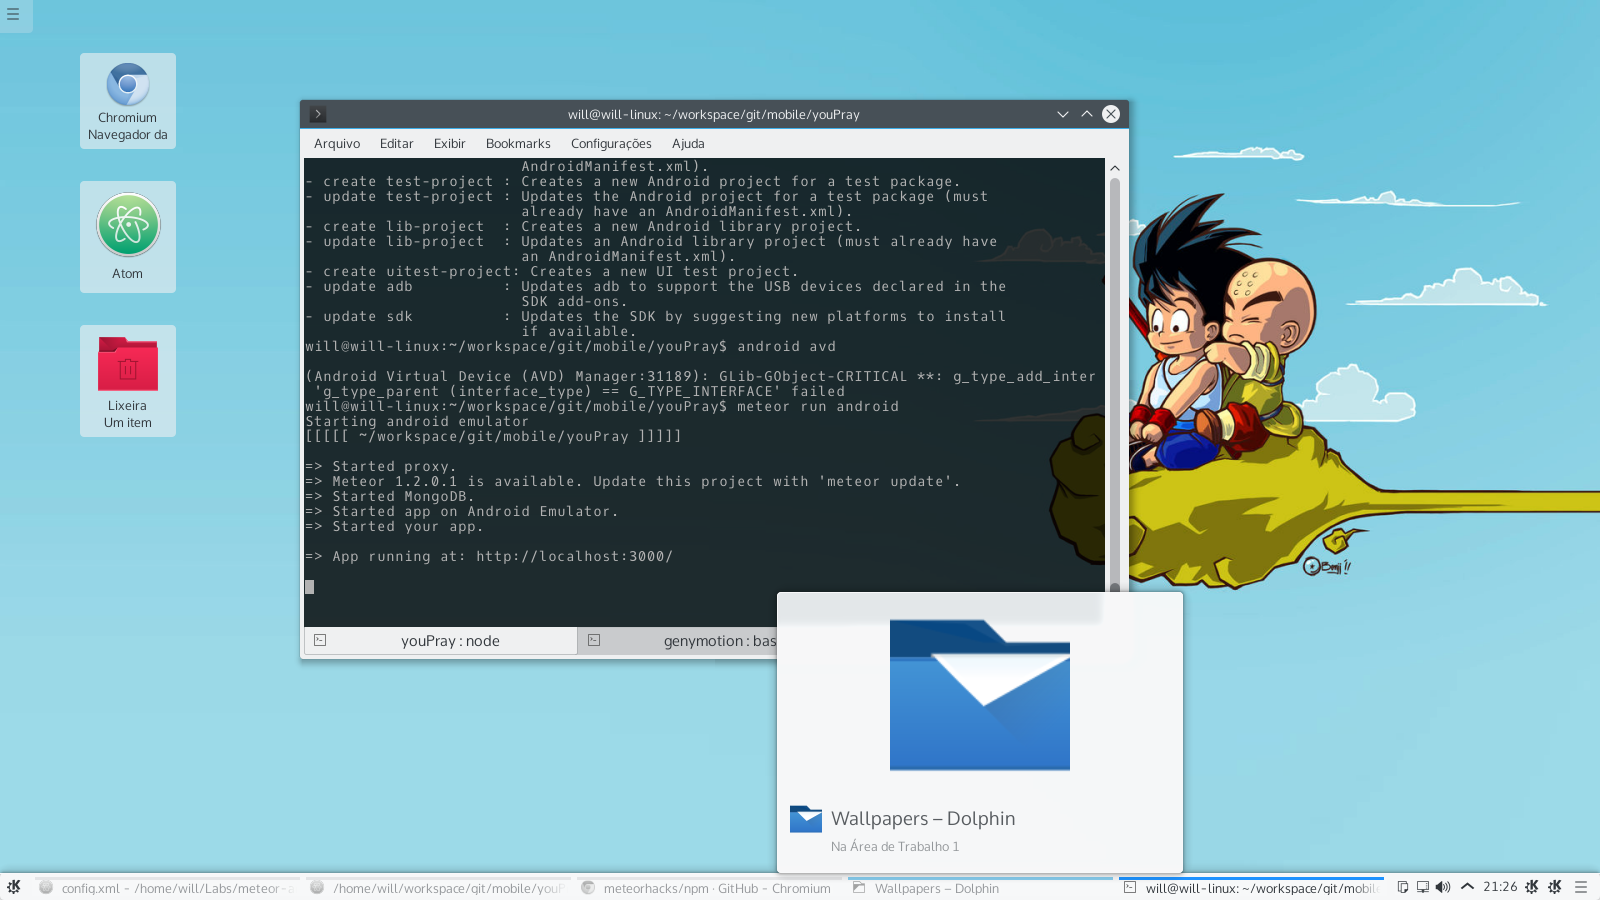 Chromium
Navegador da
Atom
Lixeira
Um item
will@will-linux: ~/workspace/git/mobile/youPray
Arquivo Editar Exibir Bookmarks Configurações Ajuda
AndroidManifest.xml).
- create test-project : Creates a new Android project for a test package.
- update test-project : Updates the Android project for a test package (must
already have an AndroidManifest.xml).
- create lib-project  : Creates a new Android library project.
- update lib-project  : Updates an Android library project (must already have
an AndroidManifest.xml).
- create uitest-project: Creates a new UI test project.
- update adb          : Updates adb to support the USB devices declared in the
SDK add-ons.
- update sdk          : Updates the SDK by suggesting new platforms to install
if available.
will@will-linux:~/workspace/git/mobile/youPray$ android avd
(Android Virtual Device (AVD) Manager:31189): GLib-GObject-CRITICAL **: g_type_add_inter
'g_type_parent (interface_type) == G_TYPE_INTERFACE' failed
will@will-linux:~/workspace/git/mobile/youPray$ meteor run android
Starting android emulator
[[[[[ ~/workspace/git/mobile/youPray ]]]]]
=> Started proxy.
=> Meteor 1.2.0.1 is available. Update this project with 'meteor update'.
=> Started MongoDB.
=> Started app on Android Emulator.
=> Started your app.
=> App running at: http://localhost:3000/
youPray : node
genymotion : bas
Wallpapers – Dolphin
Na Área de Trabalho 1
config.xml - /home/will/Labs/meteor-a
/home/will/workspace/git/mobile/youP
meteorhacks/npm · GitHub - Chromium
Wallpapers – Dolphin
will@will-linux: ~/workspace/git/mobil
21:26